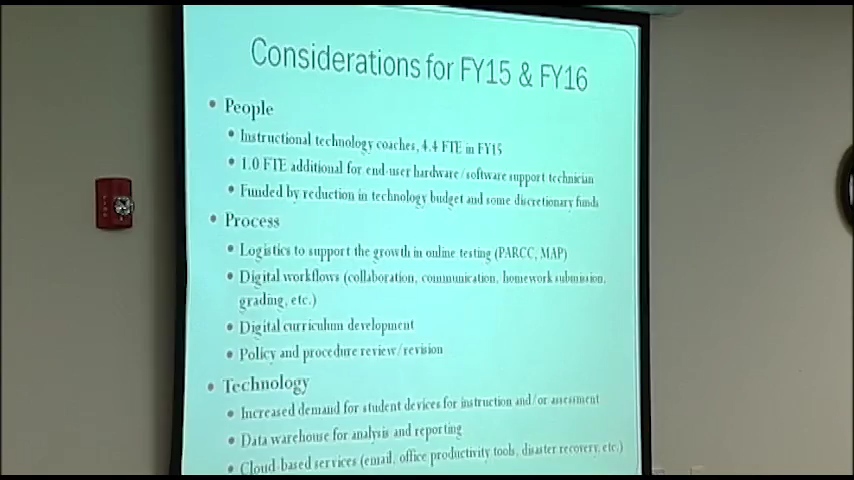 Considerations for FY15 & FY16
• People
• Instructional technology coaches, 4.4 FTE in FY15
• 1.0 FTE additional for end-user hardware/software support technician
• Funded by reduction in technology budget and some discretionary funds
• Process
• Logistics to support the growth in online testing (PARCC, MAP)
• Digital workflows (collaboration, communication, homework submission,
grading, etc.)
• Digital curriculum development
• Policy and procedure review/revision
• Technology
• Increased demand for student devices for instruction and/or assessment
• Data warehouse for analysis and reporting
• Cloud-based services (email, office productivity tools, disaster recovery, etc.)